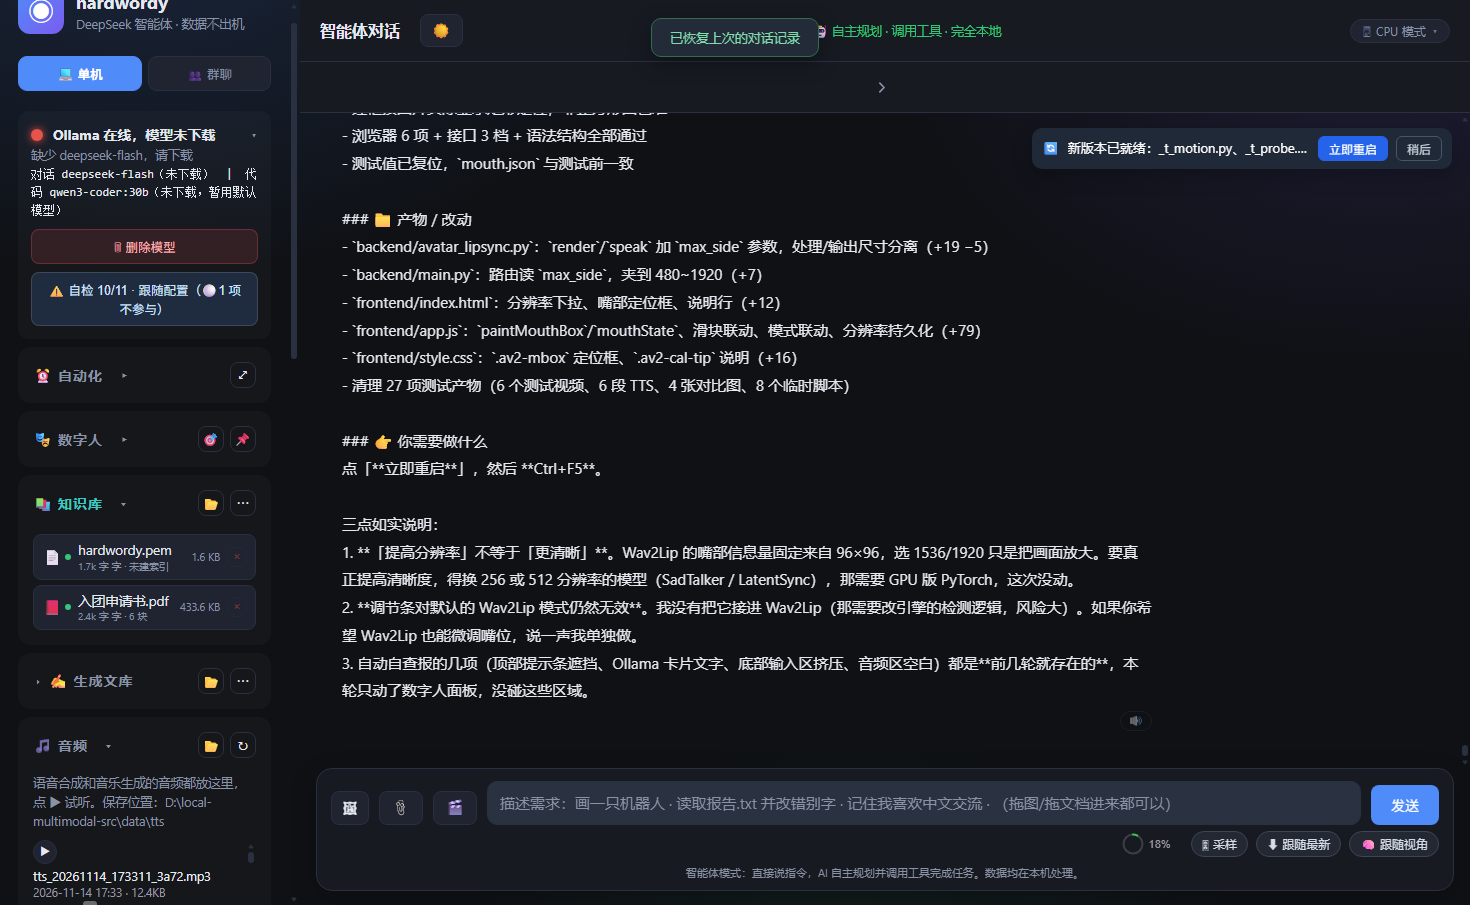 hardwordy
DeepSeek 智能体 · 数据不出机
单机
群聊
Ollama 在线，模型未下载
缺少 deepseek-flash，请下载
对话 deepseek-flash（未下载） | 代
码 qwen3-coder:30b（未下载，暂用默认
模型）
删除模型
自检 10/11 · 跟随配置（1 项
不参与）
自动化
数字人
知识库
hardwordy.pem
1.6 KB
1.7k 字 字 · 未建索引
入团申请书.pdf
433.6 KB
2.4k 字 字 · 6 块
生成文库
音频
语音合成和音乐生成的音频都放这里，
点 ▶ 试听。保存位置：D:\local-
multimodal-src\data\tts
tts_20261114_173311_3a72.mp3
2026-11-14 17:33 · 12.4KB
智能体对话
已恢复上次的对话记录
自主规划 · 调用工具 · 完全本地
CPU 模式
新版本已就绪：_t_motion.py、_t_probe....
立即重启
稍后
- 浏览器 6 项 + 接口 3 档 + 语法结构全部通过
- 测试值已复位，`mouth.json` 与测试前一致
### 📁 产物 / 改动
- `backend/avatar_lipsync.py`：`render`/`speak` 加 `max_side` 参数，处理/输出尺寸分离（+19 −5）
- `backend/main.py`：路由读 `max_side`，夹到 480~1920（+7）
- `frontend/index.html`：分辨率下拉、嘴部定位框、说明行（+12）
- `frontend/app.js`：`paintMouthBox`/`mouthState`、滑块联动、模式联动、分辨率持久化（+79）
- `frontend/style.css`：`.av2-mbox` 定位框、`.av2-cal-tip` 说明（+16）
- 清理 27 项测试产物（6 个测试视频、6 段 TTS、4 张对比图、8 个临时脚本）
### 👉 你需要做什么
点「**立即重启**」，然后 **Ctrl+F5**。
三点如实说明：
1. **「提高分辨率」不等于「更清晰」**。Wav2Lip 的嘴部信息量固定来自 96×96，选 1536/1920 只是把画面放大。要真
正提高清晰度，得换 256 或 512 分辨率的模型（SadTalker / LatentSync），那需要 GPU 版 PyTorch，这次没动。
2. **调节条对默认的 Wav2Lip 模式仍然无效**。我没有把它接进 Wav2Lip（那需要改引擎的检测逻辑，风险大）。如果你希
望 Wav2Lip 也能微调嘴位，说一声我单独做。
3. 自动自查报的几项（顶部提示条遮挡、Ollama 卡片文字、底部输入区挤压、音频区空白）都是**前几轮就存在的**，本
轮只动了数字人面板，没碰这些区域。
描述需求：画一只机器人 · 读取报告.txt 并改错别字 · 记住我喜欢中文交流 · （拖图/拖文档进来都可以）
发送
18%
采样
跟随最新
跟随视角
智能体模式：直接说指令，AI 自主规划并调用工具完成任务。数据均在本机处理。